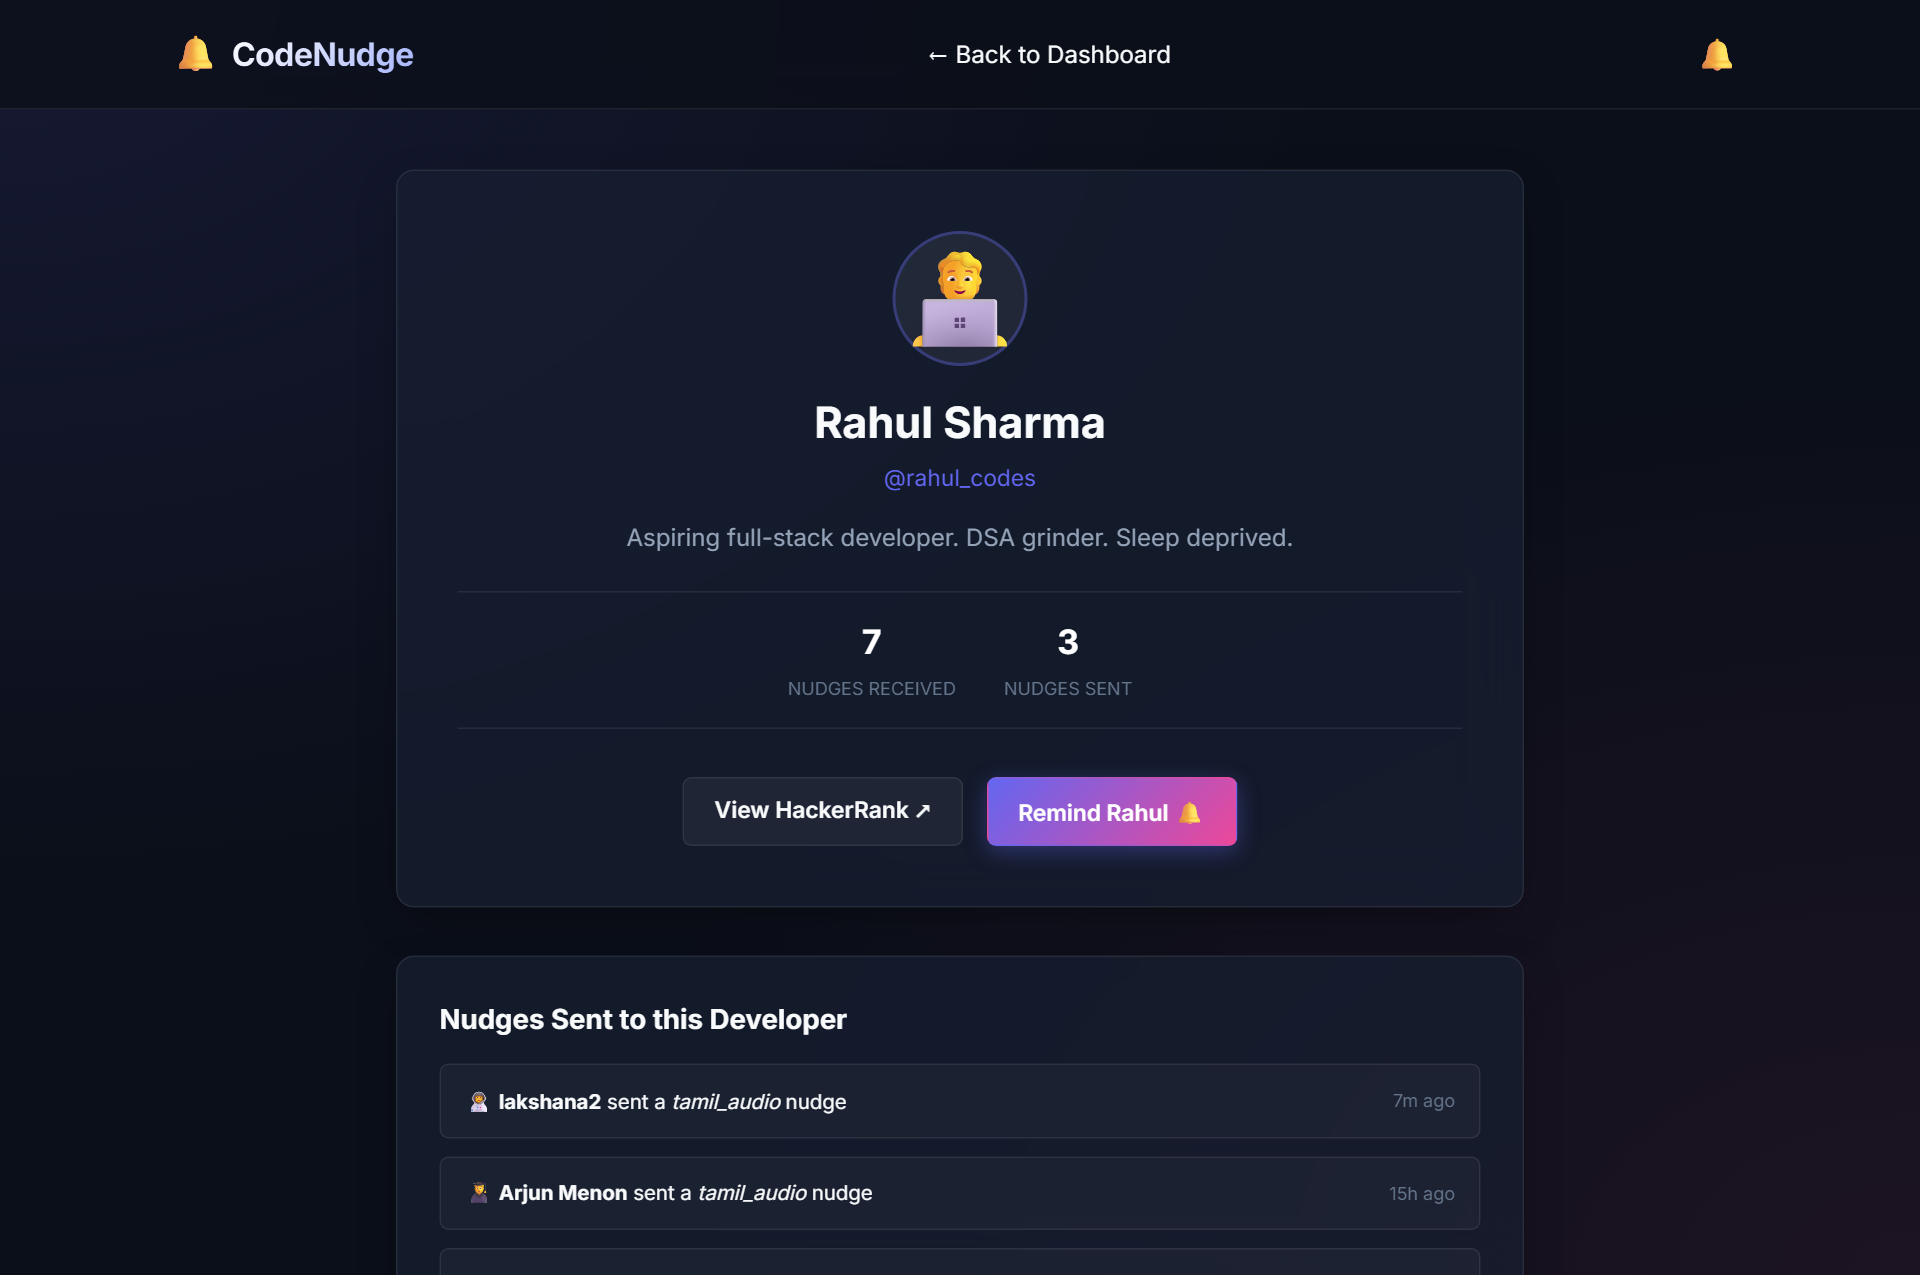 CodeNudge
← Back to Dashboard
Rahul Sharma
@rahul_codes
Aspiring full-stack developer. DSA grinder. Sleep deprived.
7
NUDGES RECEIVED
3
NUDGES SENT
View HackerRank ↗
Remind Rahul
Nudges Sent to this Developer
lakshana2 sent a tamil_audio nudge
7m ago
Arjun Menon sent a tamil_audio nudge
15h ago